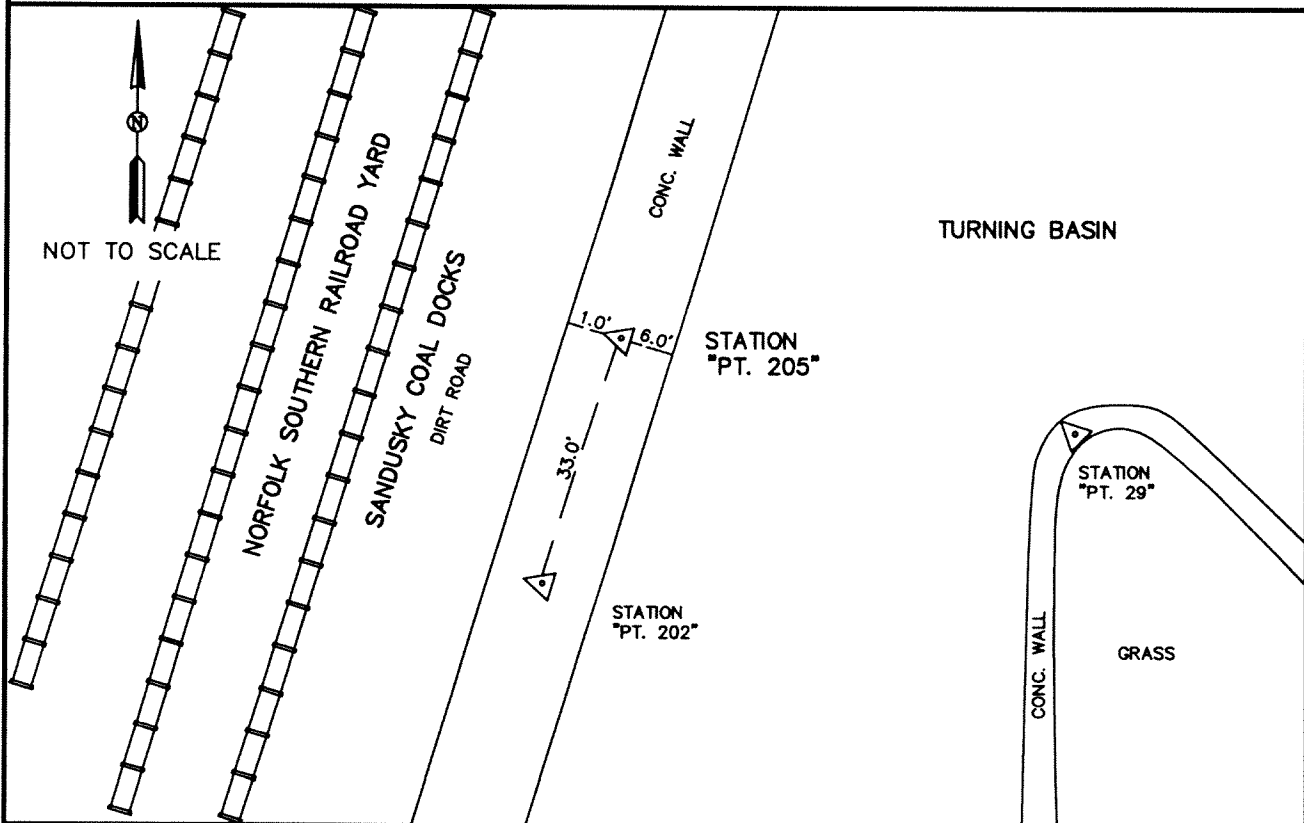 N
NOT TO SCALE
NORFOLK SOUTHERN RAILROAD YARD
SANDUSKY COAL DOCKS
DIRT ROAD
CONC. WALL
TURNING BASIN
1.0'
6.0'
STATION
"PT. 205"
33.0'
STATION
"PT. 202"
STATION
"PT. 29"
CONC. WALL
GRASS